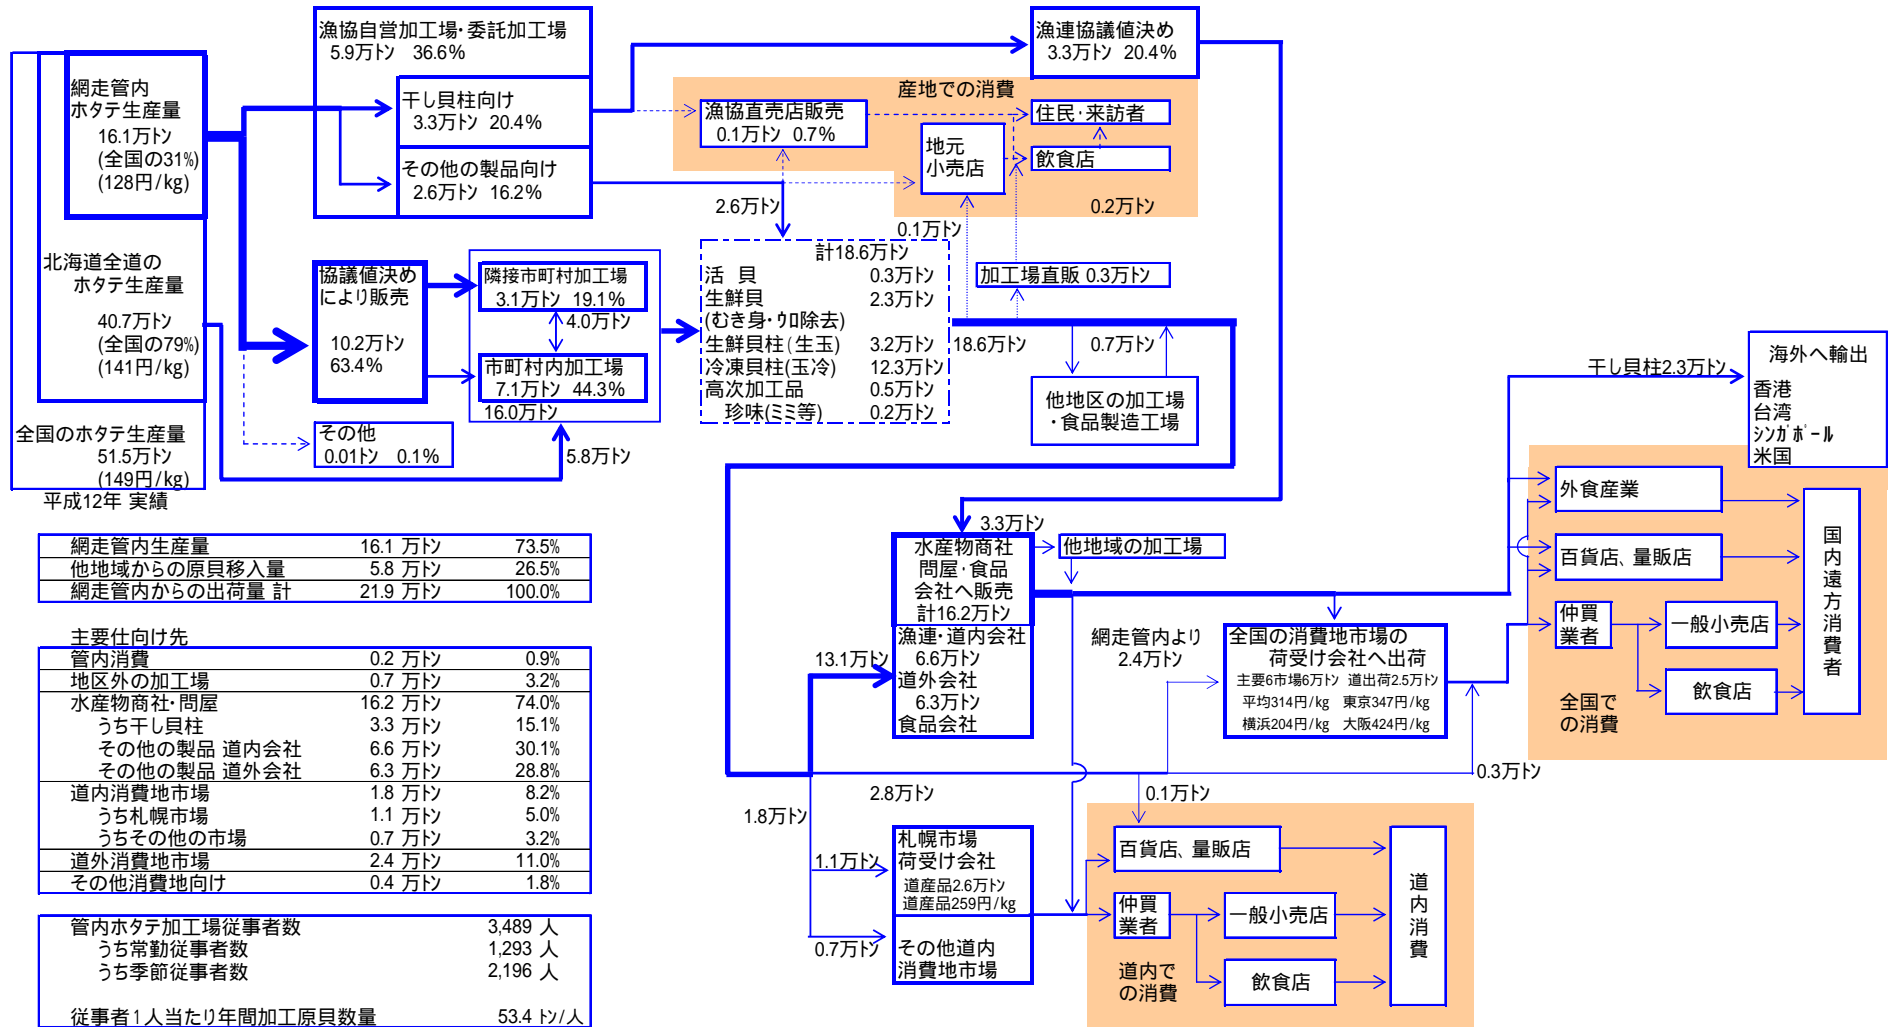 網走管内
ホタテ生産量
16.1万トン
(全国の31%)
(128円/kg)
北海道全道の
ホタテ生産量
40.7万トン
(全国の79%)
(141円/kg)
全国のホタテ生産量
51.5万トン
(149円/kg)
平成12年 実績
漁協自営加工場・委託加工場
5.9万トン 36.6%
干し貝柱向け
3.3万トン 20.4%
その他の製品向け
2.6万トン 16.2%
漁連協議値決め
3.3万トン 20.4%
産地での消費
漁協直売店販売
0.1万トン 0.7%
地元
小売店
住民・来訪者
飲食店
0.2万トン
2.6万トン
0.1万トン
協議値決め
により販売
10.2万トン
63.4%
隣接市町村加工場
3.1万トン 19.1%
4.0万トン
市町村内加工場
7.1万トン 44.3%
16.0万トン
5.8万トン
その他
0.01トン 0.1%
計18.6万トン
活 貝 0.3万トン
生鮮貝 2.3万トン
(むき身・ウロ除去)
生鮮貝柱(生玉) 3.2万トン
冷凍貝柱(玉冷) 12.3万トン
高次加工品 0.5万トン
珍味(ミミ等) 0.2万トン
加工場直販 0.3万トン
18.6万トン
0.7万トン
他地区の加工場
・食品製造工場
干し貝柱2.3万トン
海外へ輸出
香港
台湾
シンガポール
米国
3.3万トン
水産物商社
問屋・食品
会社へ販売
計16.2万トン
漁連・道内会社
6.6万トン
道外会社
6.3万トン
食品会社
他地域の加工場
13.1万トン
網走管内より
2.4万トン
全国の消費地市場の
荷受け会社へ出荷
主要6市場6万トン 道出荷2.5万トン
平均314円/kg 東京347円/kg
横浜204円/kg 大阪424円/kg
0.3万トン
外食産業
百貨店、量販店
仲買
業者
一般小売店
飲食店
国内遠方消費者
全国で
の消費
2.8万トン
1.8万トン
0.1万トン
1.1万トン
0.7万トン
札幌市場
荷受け会社
道産品2.6万トン
道産品259円/kg
その他道内
消費地市場
百貨店、量販店
仲買
業者
一般小売店
飲食店
道内消費
道内で
の消費
網走管内生産量 16.1 万トン 73.5%
他地域からの原貝移入量 5.8 万トン 26.5%
網走管内からの出荷量 計 21.9 万トン 100.0%
主要仕向け先
管内消費 0.2 万トン 0.9%
地区外の加工場 0.7 万トン 3.2%
水産物商社・問屋 16.2 万トン 74.0%
うち干し貝柱 3.3 万トン 15.1%
その他の製品 道内会社 6.6 万トン 30.1%
その他の製品 道外会社 6.3 万トン 28.8%
道内消費地市場 1.8 万トン 8.2%
うち札幌市場 1.1 万トン 5.0%
うちその他の市場 0.7 万トン 3.2%
道外消費地市場 2.4 万トン 11.0%
その他消費地向け 0.4 万トン 1.8%
管内ホタテ加工場従事者数 3,489 人
うち常勤従事者数 1,293 人
うち季節従事者数 2,196 人
従事者1人当たり年間加工原貝数量 53.4 トン/人